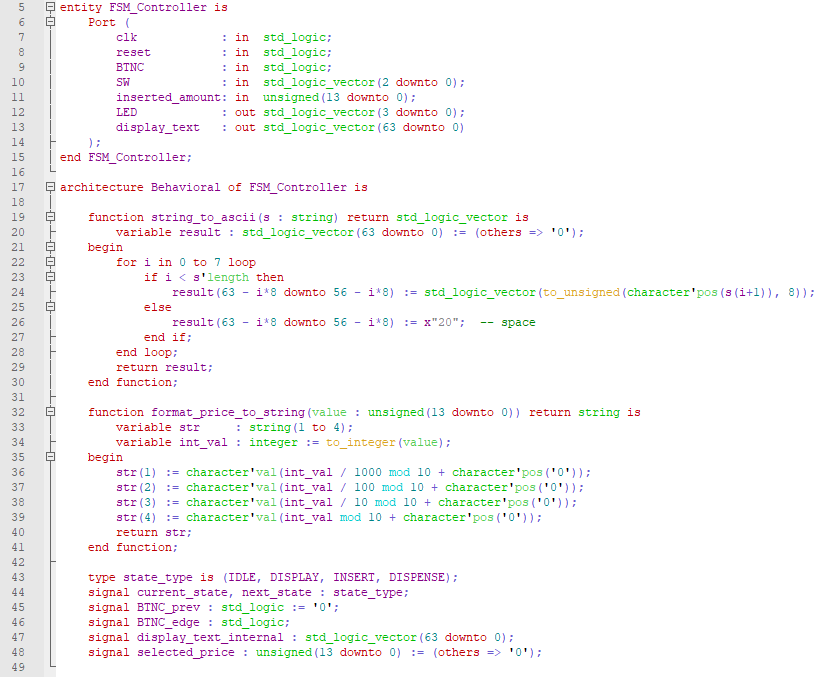 5 entity FSM_Controller is
6     Port (
7         clk            : in  std_logic;
8         reset          : in  std_logic;
9         BTNC           : in  std_logic;
10         SW             : in  std_logic_vector(2 downto 0);
11         inserted_amount: in  unsigned(13 downto 0);
12         LED            : out std_logic_vector(3 downto 0);
13         display_text   : out std_logic_vector(63 downto 0)
14     );
15 end FSM_Controller;
16
17 architecture Behavioral of FSM_Controller is
18
19     function string_to_ascii(s : string) return std_logic_vector is
20         variable result : std_logic_vector(63 downto 0) := (others => '0');
21     begin
22         for i in 0 to 7 loop
23             if i < s'length then
24                 result(63 - i*8 downto 56 - i*8) := std_logic_vector(to_unsigned(character'pos(s(i+1)), 8));
25             else
26                 result(63 - i*8 downto 56 - i*8) := x"20";  -- space
27             end if;
28         end loop;
29         return result;
30     end function;
31
32     function format_price_to_string(value : unsigned(13 downto 0)) return string is
33         variable str     : string(1 to 4);
34         variable int_val : integer := to_integer(value);
35     begin
36         str(1) := character'val(int_val / 1000 mod 10 + character'pos('0'));
37         str(2) := character'val(int_val / 100 mod 10 + character'pos('0'));
38         str(3) := character'val(int_val / 10 mod 10 + character'pos('0'));
39         str(4) := character'val(int_val mod 10 + character'pos('0'));
40         return str;
41     end function;
42
43     type state_type is (IDLE, DISPLAY, INSERT, DISPENSE);
44     signal current_state, next_state : state_type;
45     signal BTNC_prev : std_logic := '0';
46     signal BTNC_edge : std_logic;
47     signal display_text_internal : std_logic_vector(63 downto 0);
48     signal selected_price : unsigned(13 downto 0) := (others => '0');
49